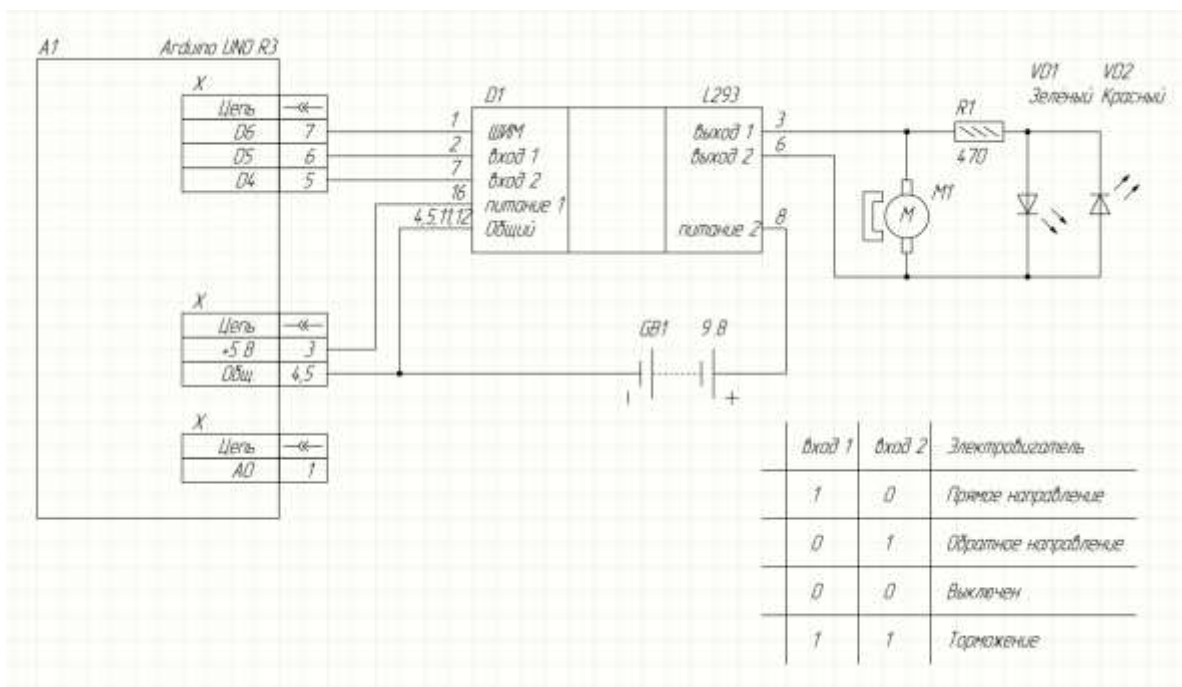 A1 Arduino UNO R3
X
Цепь
D6 7
D5 6
D4 5
X
Цепь
+5 В 3
Общ. 4,5
X
Цепь
A0 1
D1 L293
1 ШИМ
2 вход 1
7 вход 2
16 питание 1
4,5,11,12 Общий
выход 1 3
выход 2 6
питание 2 8
GB1 9 В
- +
R1
470
M1
M
VD1 VD2
Зеленый Красный
вход 1 вход 2 Электровигатель
1 0 Прямое направление
0 1 Обратное направление
0 0 Выключен
1 1 Торможение